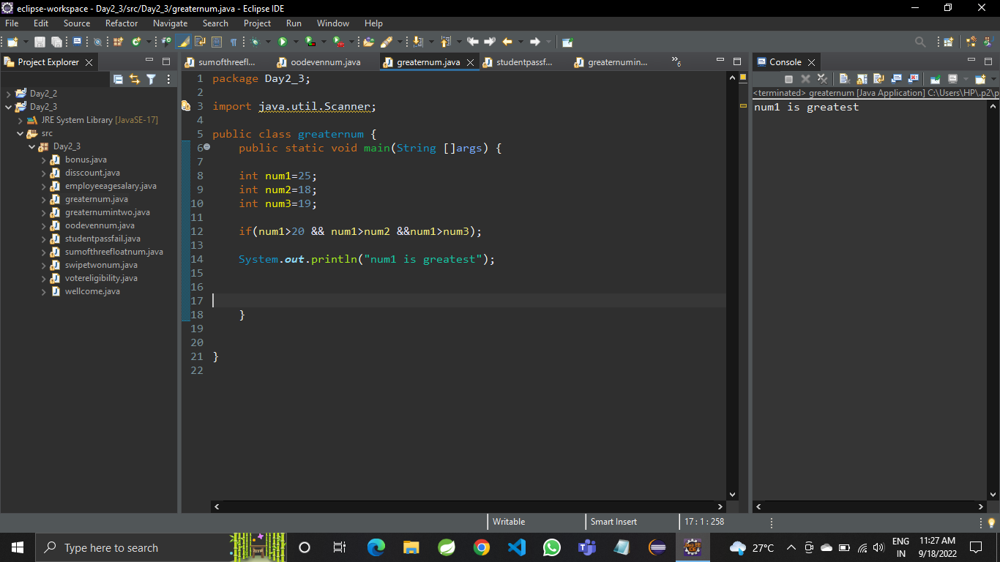 eclipse-workspace - Day2_3/src/Day2_3/greaternum.java - Eclipse IDE
File Edit Source Refactor Navigate Search Project Run Window Help
Project Explorer
sumofthreefl... oodevennum.java greaternum.java studentpassf... greaternumin... »6
Console
Day2_2
Day2_3
JRE System Library [JavaSE-17]
src
Day2_3
bonus.java
disscount.java
employeeagesalary.java
greaternum.java
greaternumintwo.java
oodevennum.java
studentpassfail.java
sumofthreefloatnum.java
swipetwonum.java
votereligibility.java
wellcome.java
1 package Day2_3;
2
3 import java.util.Scanner;
4
5 public class greaternum {
6 public static void main(String []args) {
7
8 int num1=25;
9 int num2=18;
10 int num3=19;
11
12 if(num1>20 && num1>num2 &&num1>num3);
13
14 System.out.println("num1 is greatest");
15
16
17
18 }
19
20
21 }
22
<terminated> greaternum [Java Application] C:\Users\HP\.p2\p
num1 is greatest
Writable Smart Insert 17 : 1 : 258
Type here to search
27°C
ENG
IN
11:27 AM
9/18/2022